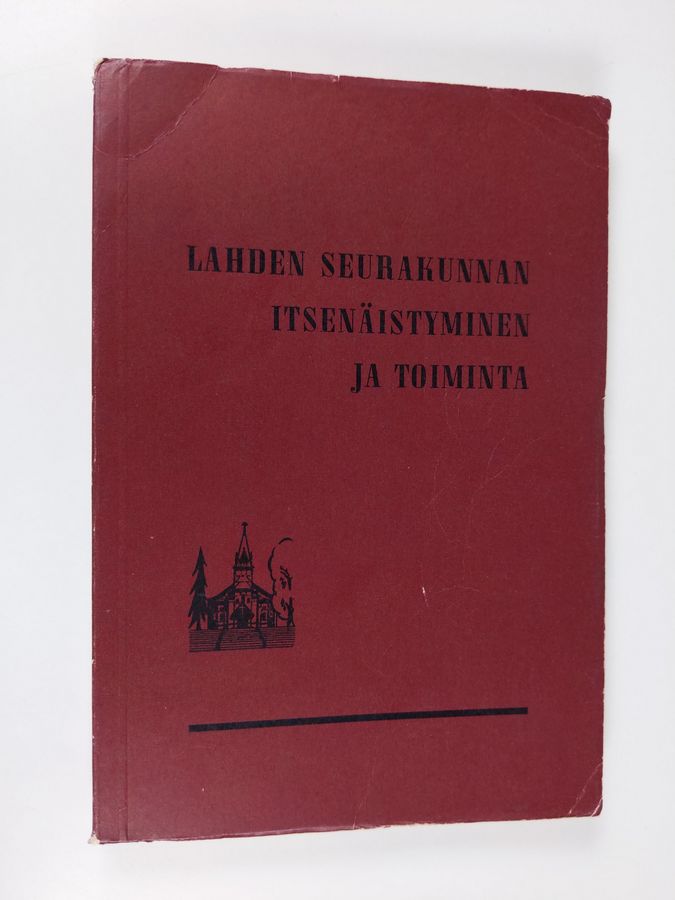 LAHDEN SEURAKUNNAN
ITSENÄISTYMINEN
JA TOIMINTA